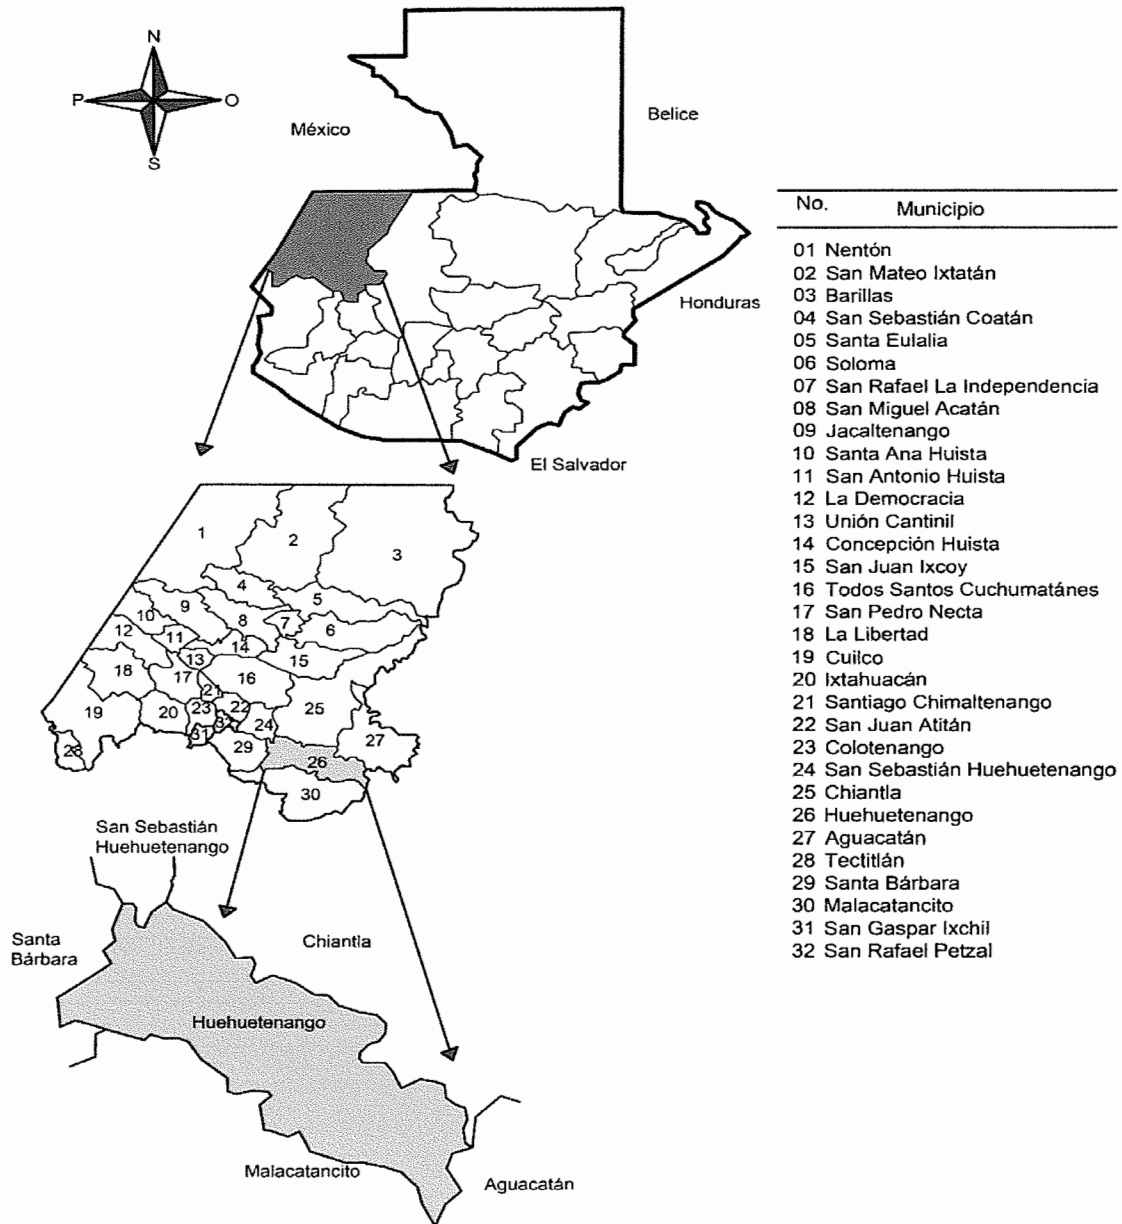 N
P
O
S
México
Belice
Honduras
El Salvador
No. Municipio
01 Nentón
02 San Mateo Ixtatán
03 Barillas
04 San Sebastián Coatán
05 Santa Eulalia
06 Soloma
07 San Rafael La Independencia
08 San Miguel Acatán
09 Jacaltenango
10 Santa Ana Huista
11 San Antonio Huista
12 La Democracia
13 Unión Cantinil
14 Concepción Huista
15 San Juan Ixcoy
16 Todos Santos Cuchumatánes
17 San Pedro Necta
18 La Libertad
19 Cuilco
20 Ixtahuacán
21 Santiago Chimaltenango
22 San Juan Atitán
23 Colotenango
24 San Sebastián Huehuetenango
25 Chiantla
26 Huehuetenango
27 Aguacatán
28 Tectitlán
29 Santa Bárbara
30 Malacatancito
31 San Gaspar Ixchil
32 San Rafael Petzal
1
2
3
4
5
9
10
8
7
6
12
11
14
13
15
18
17
16
21
19
20
23
22
25
32
24
31
27
28
29
26
30
San Sebastián
Huehuetenango
Santa
Bárbara
Chiantla
Huehuetenango
Malacatancito
Aguacatán